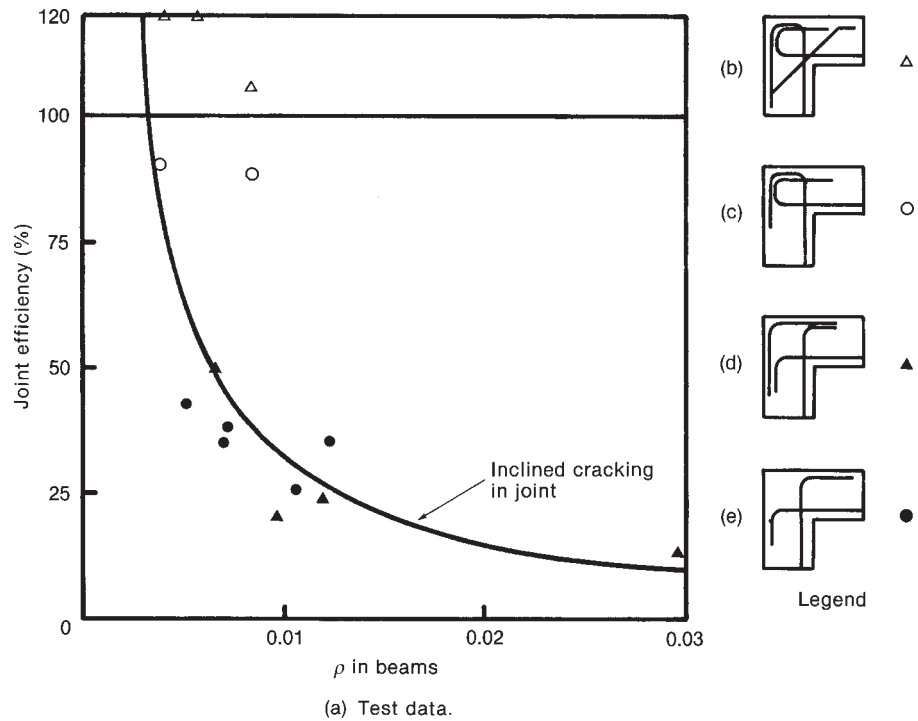 120
100
75
50
25
0
Joint efficiency (%)
0.01
0.02
0.03
ρ in beams
Inclined cracking
in joint
(a) Test data.
(b)
(c)
(d)
(e)
Legend